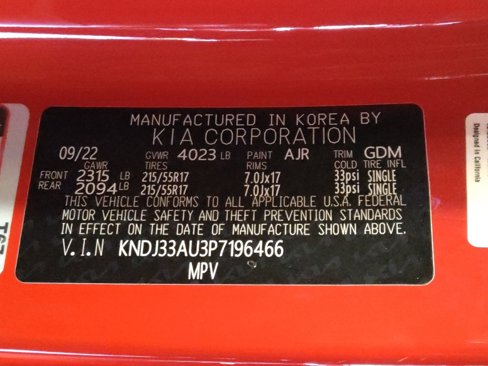 MANUFACTURED IN KOREA BY
KIA CORPORATION
09/22 GVWR 4023 LB PAINT AJR TRIM GDM
GAWR TIRES RIMS COLD TIRE INFL
FRONT 2315 LB 215/55R17 7.0Jx17 33psi SINGLE
REAR 2094 LB 215/55R17 7.0Jx17 33psi SINGLE
THIS VEHICLE CONFORMS TO ALL APPLICABLE U.S.A. FEDERAL
MOTOR VEHICLE SAFETY AND THEFT PREVENTION STANDARDS
IN EFFECT ON THE DATE OF MANUFACTURE SHOWN ABOVE.
V.I.N KNDJ33AU3P7196466
MPV
Designed in California